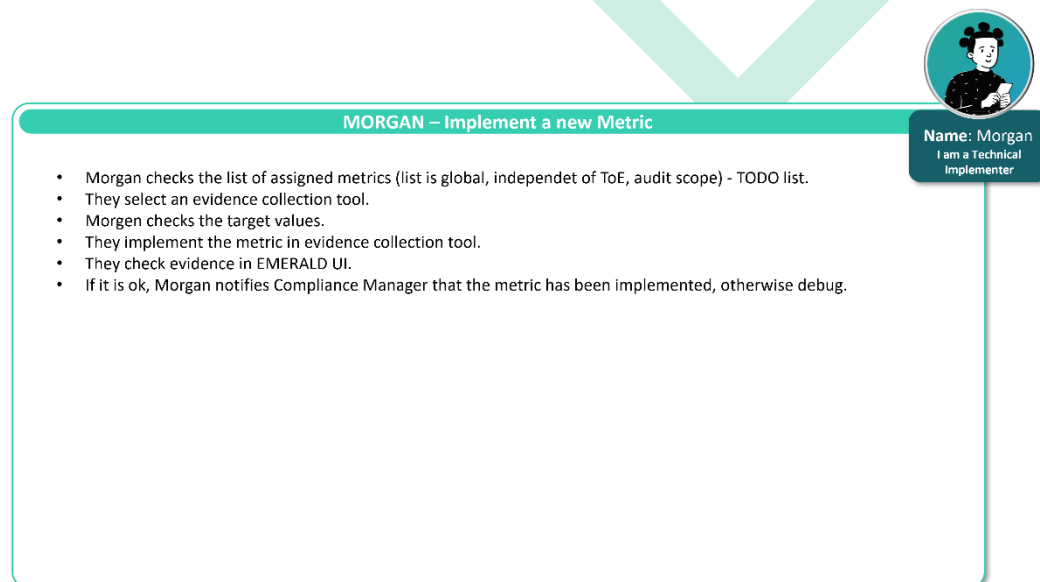 MORGAN – Implement a new Metric
Name: Morgan
I am a Technical
Implementer
• Morgan checks the list of assigned metrics (list is global, independet of ToE, audit scope) - TODO list.
• They select an evidence collection tool.
• Morgen checks the target values.
• They implement the metric in evidence collection tool.
• They check evidence in EMERALD UI.
• If it is ok, Morgan notifies Compliance Manager that the metric has been implemented, otherwise debug.